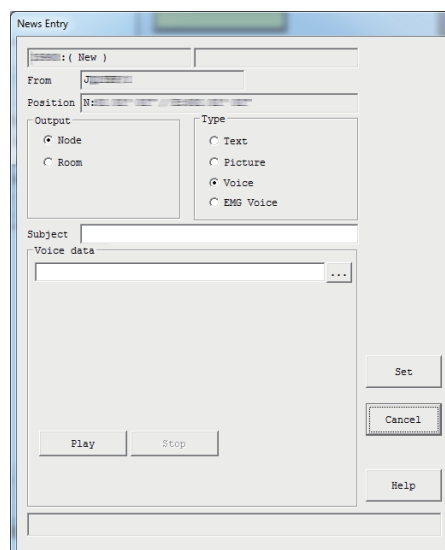 News Entry
:( New )
From J
Position N:
Output
Node
Room
Type
Text
Picture
Voice
EMG Voice
Subject
Voice data
...
Set
Cancel
Play Stop
Help